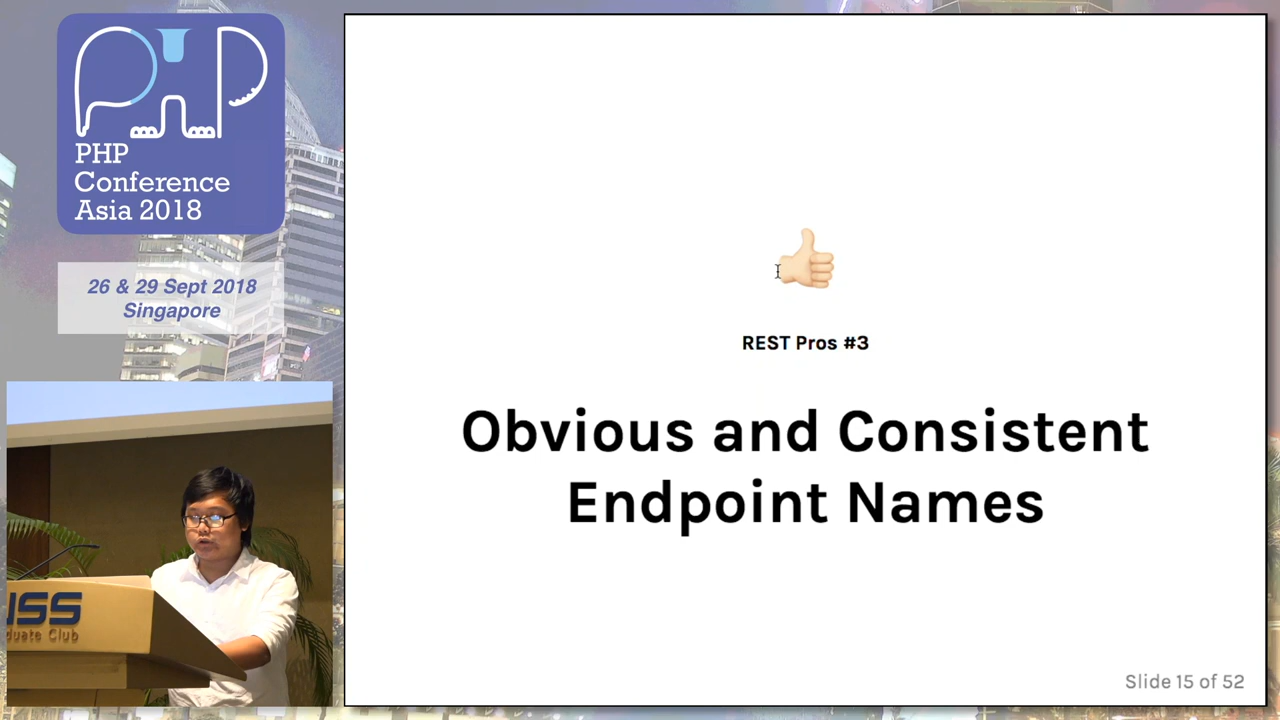 PHP
Conference
Asia 2018
26 & 29 Sept 2018
Singapore
REST Pros #3
Obvious and Consistent
Endpoint Names
Slide 15 of 52